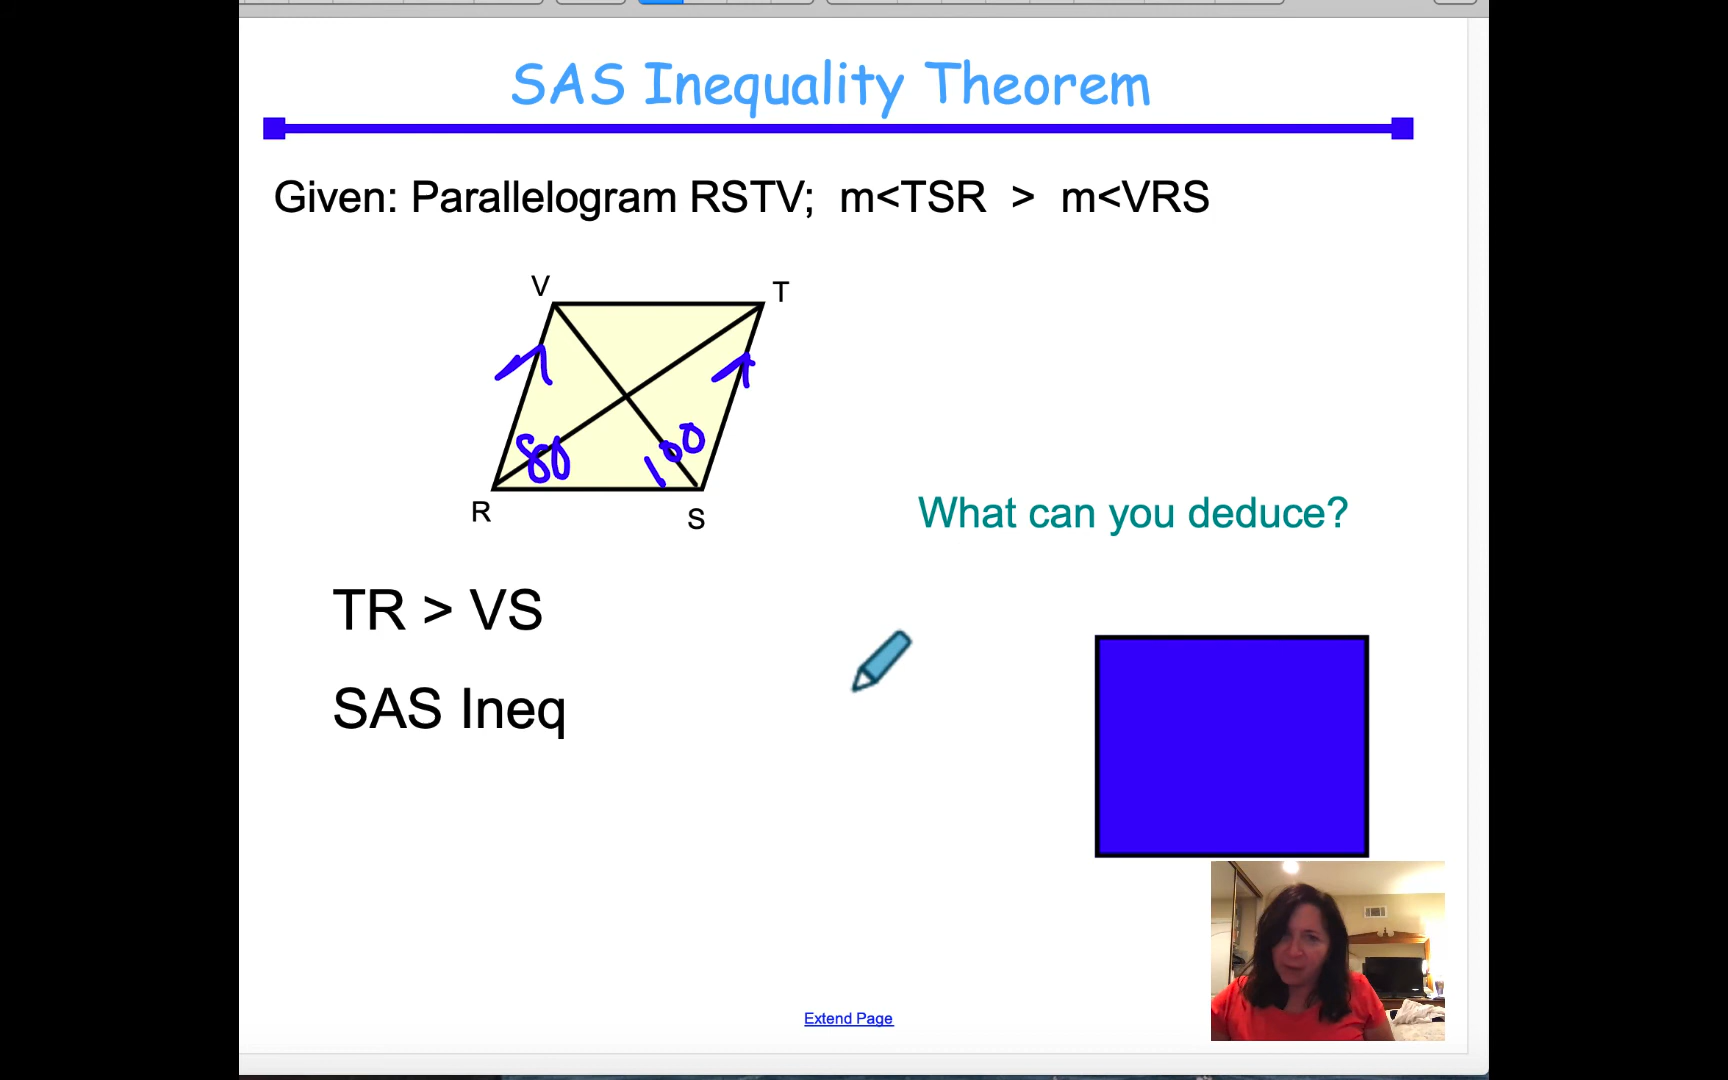 SAS Inequality Theorem
Given: Parallelogram RSTV; m<TSR > m<VRS
V
T
80
100
R
S
What can you deduce?
TR > VS
SAS Ineq
Extend Page